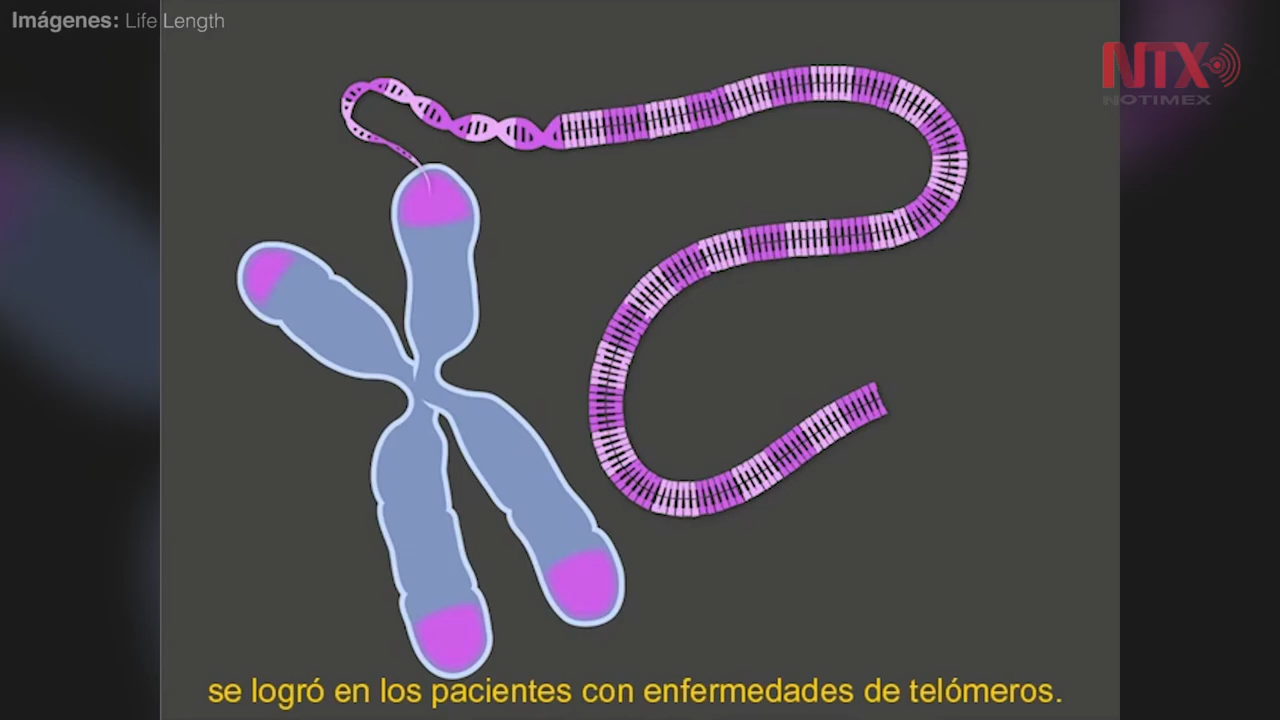 Imágenes: Life Length
NTX
NOTIMEX
se logró en los pacientes con enfermedades de telómeros.